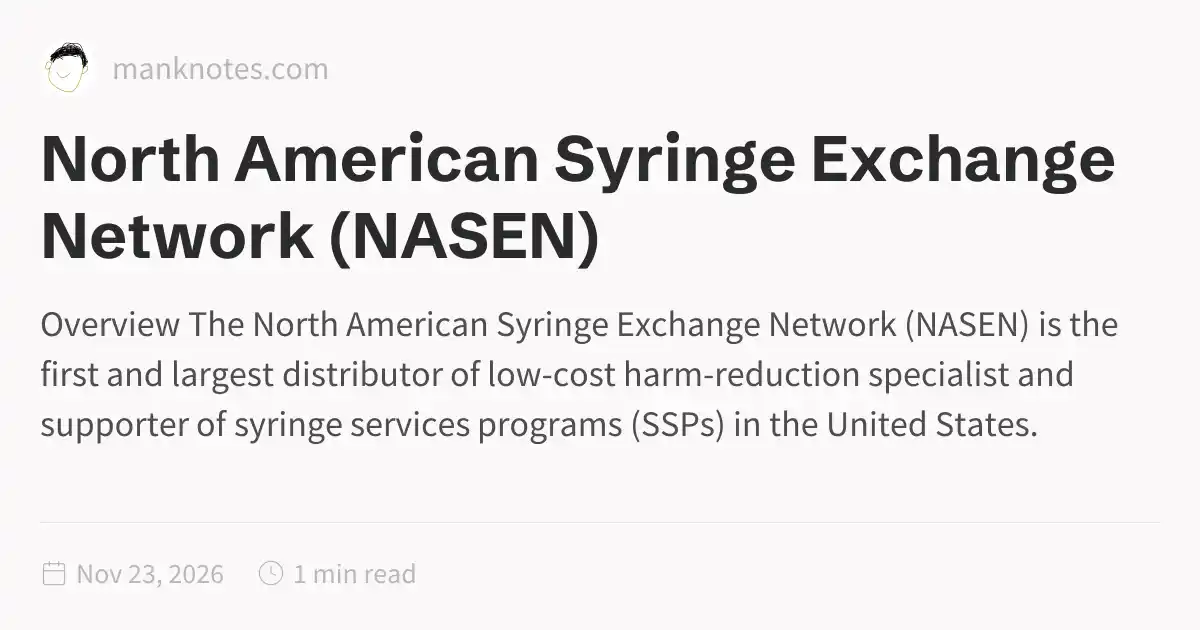 manknotes.com
North American Syringe Exchange
Network (NASEN)
Overview The North American Syringe Exchange Network (NASEN) is the
first and largest distributor of low-cost harm-reduction specialist and
supporter of syringe services programs (SSPs) in the United States.
Nov 23, 2026 1 min read